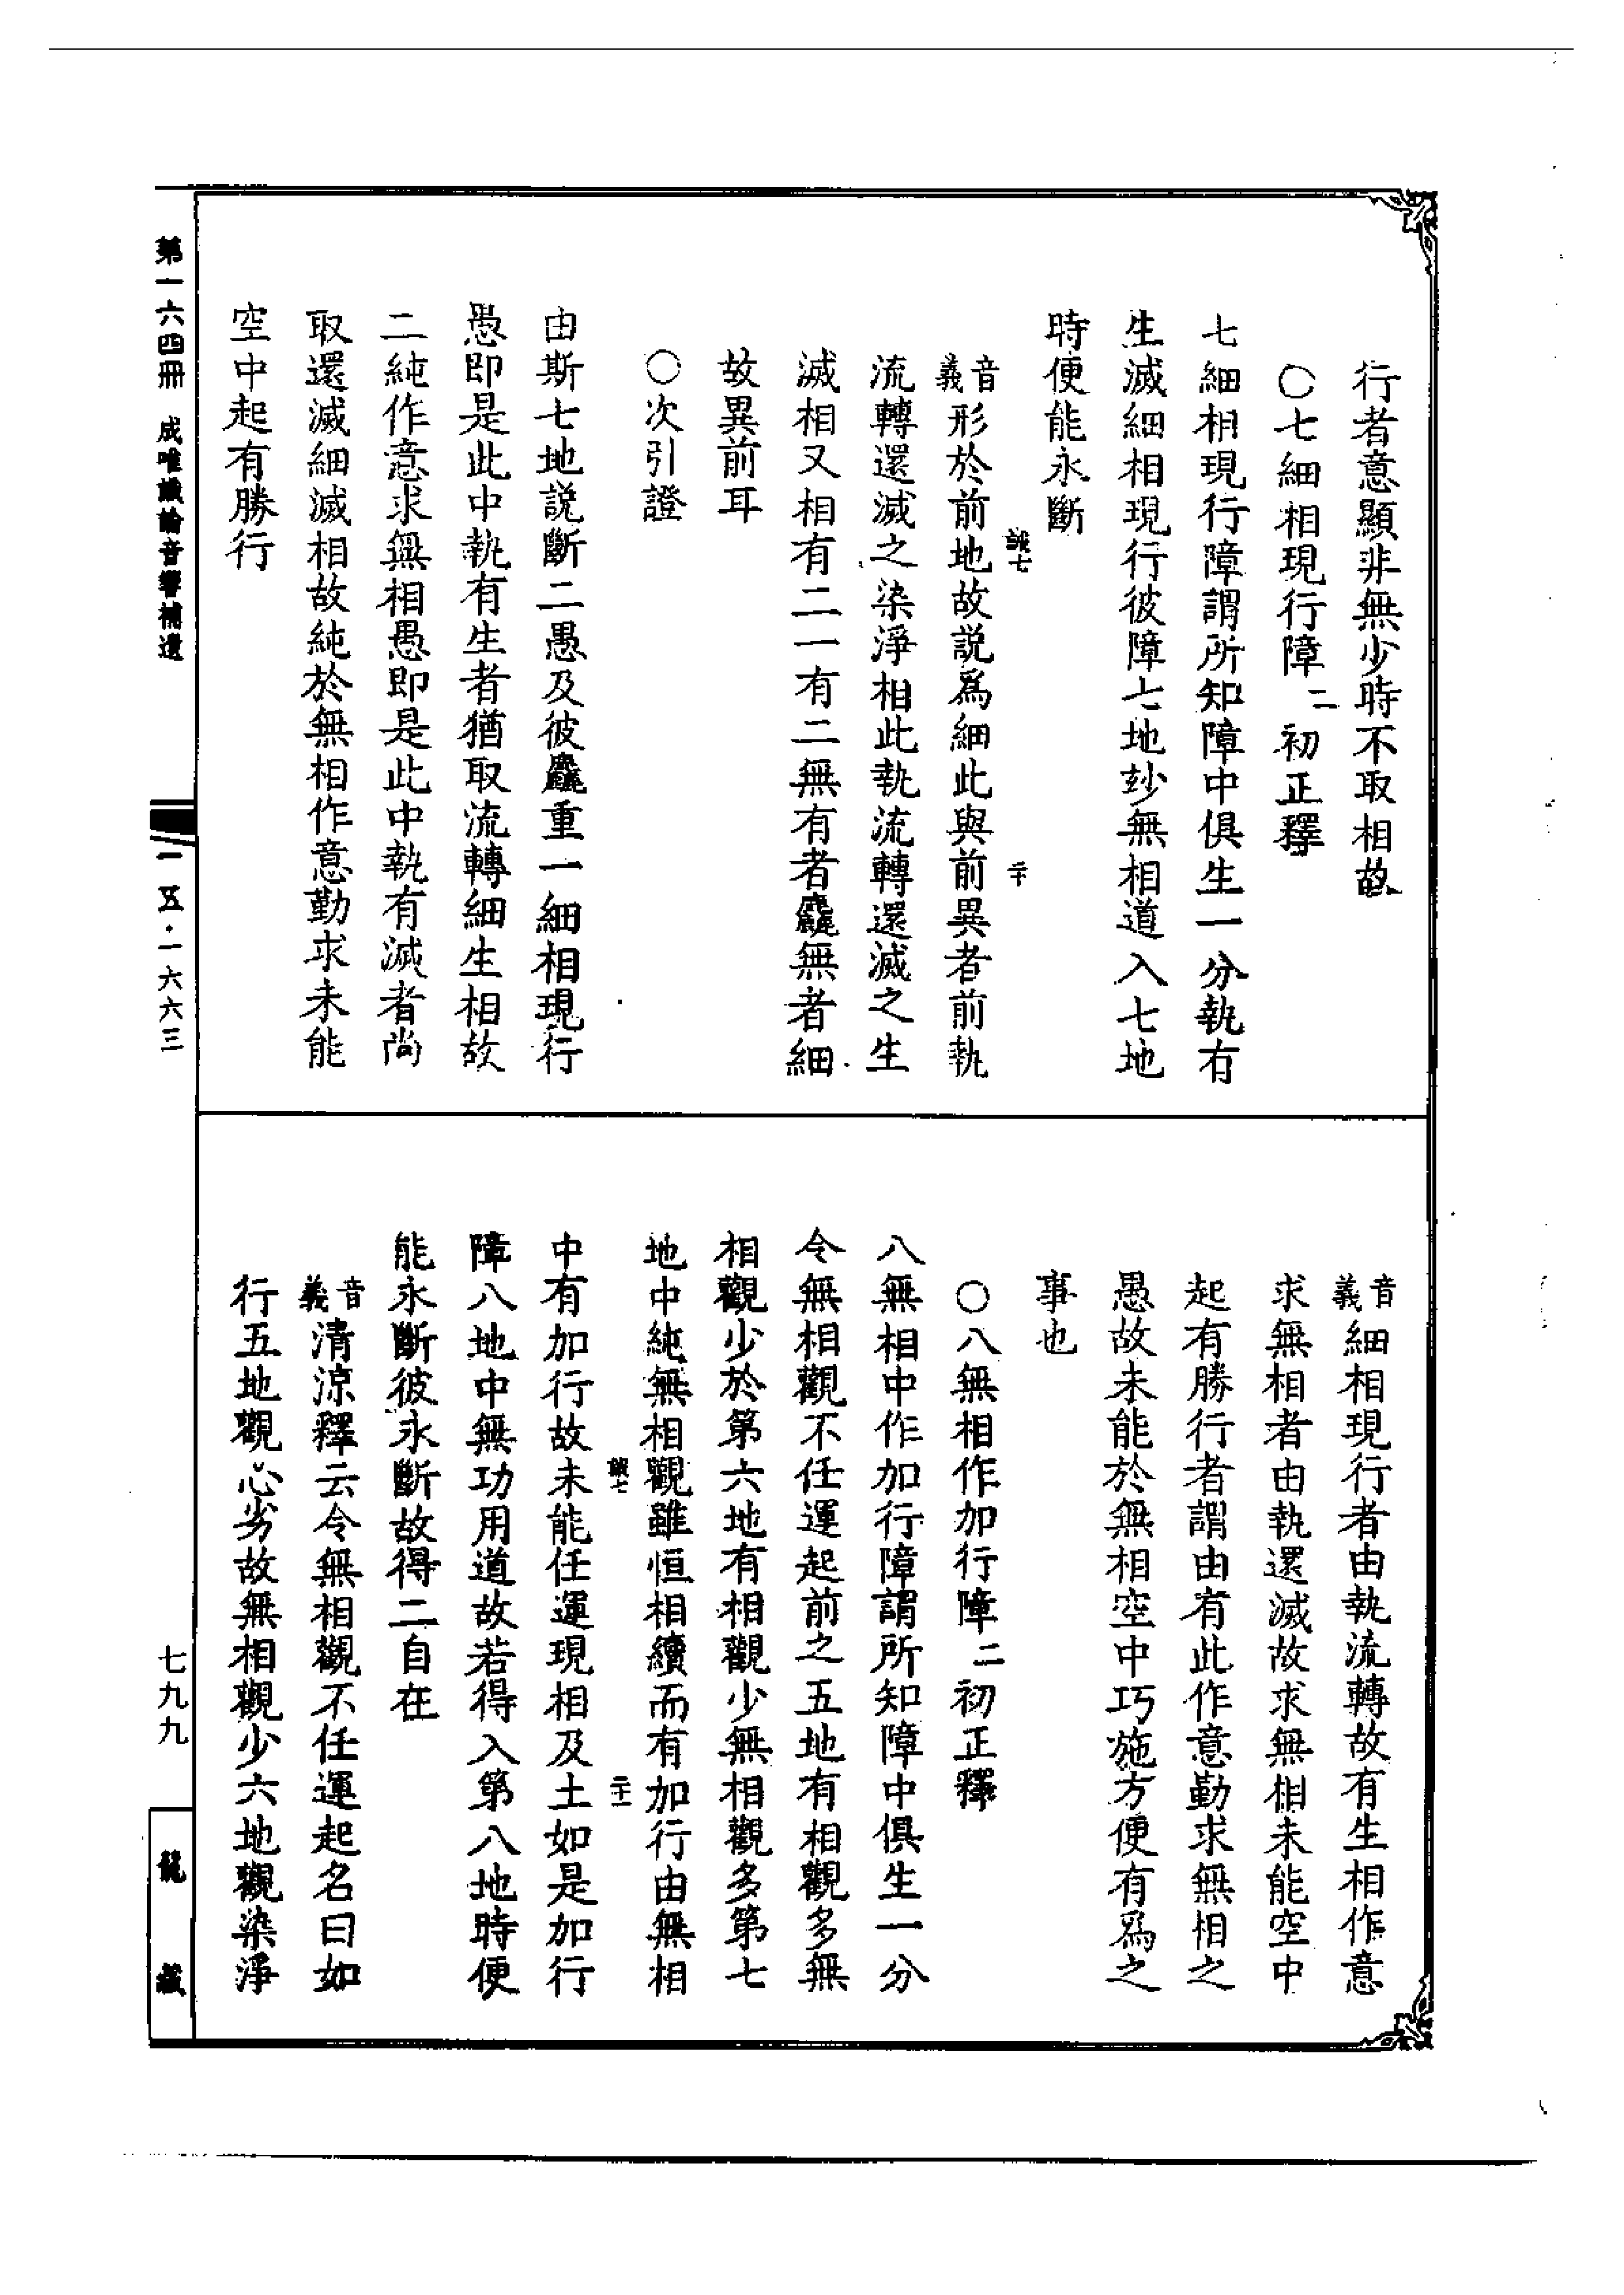 行者意顯非無少時不取相故
○七細相現行障二初正釋
七細相現行障謂所知障中俱生一分執有
生滅細相現行彼障七地玅無相道入七地
時便能永斷
音義形於前地故説爲細此與前異者前執
流轉還滅之染淨相此執流轉還滅之生
滅相又相有二一有二無有者麤無者細
故異前耳
○次引證
由斯七地説斷二愚及彼麤重一細相現行
愚即是此中執有生者猶取流轉細生相故
二純作意求無相愚即是此中執有滅者尚
取還滅細滅相故純於無相作意勤求未能
空中起有勝行
音義細相現行者由執流轉故有生相作意
求無相者由執還滅故求無相未能空中
起有勝行者謂由有此作意勤求無相之
愚故未能於無相空中巧施方便有爲之
事也
○八無相作加行障二初正釋
八無相中作加行障謂所知障中俱生一分
令無相觀不任運起前之五地有相觀多無
相觀少於第六地有相觀少無相觀多第七
地中純無相觀雖恒相續而有加行由無相
中有加行故未能任運現相及土如是加行
障八地中無功用道故若得入第八地時便
能永斷彼永斷故得二自在
音義清涼釋云令無相觀不任運起名曰如
行五地觀心劣故無相觀少六地觀染淨
第一六四冊 成唯識論音響補遺
一五·一六六三
七九九
龍藏